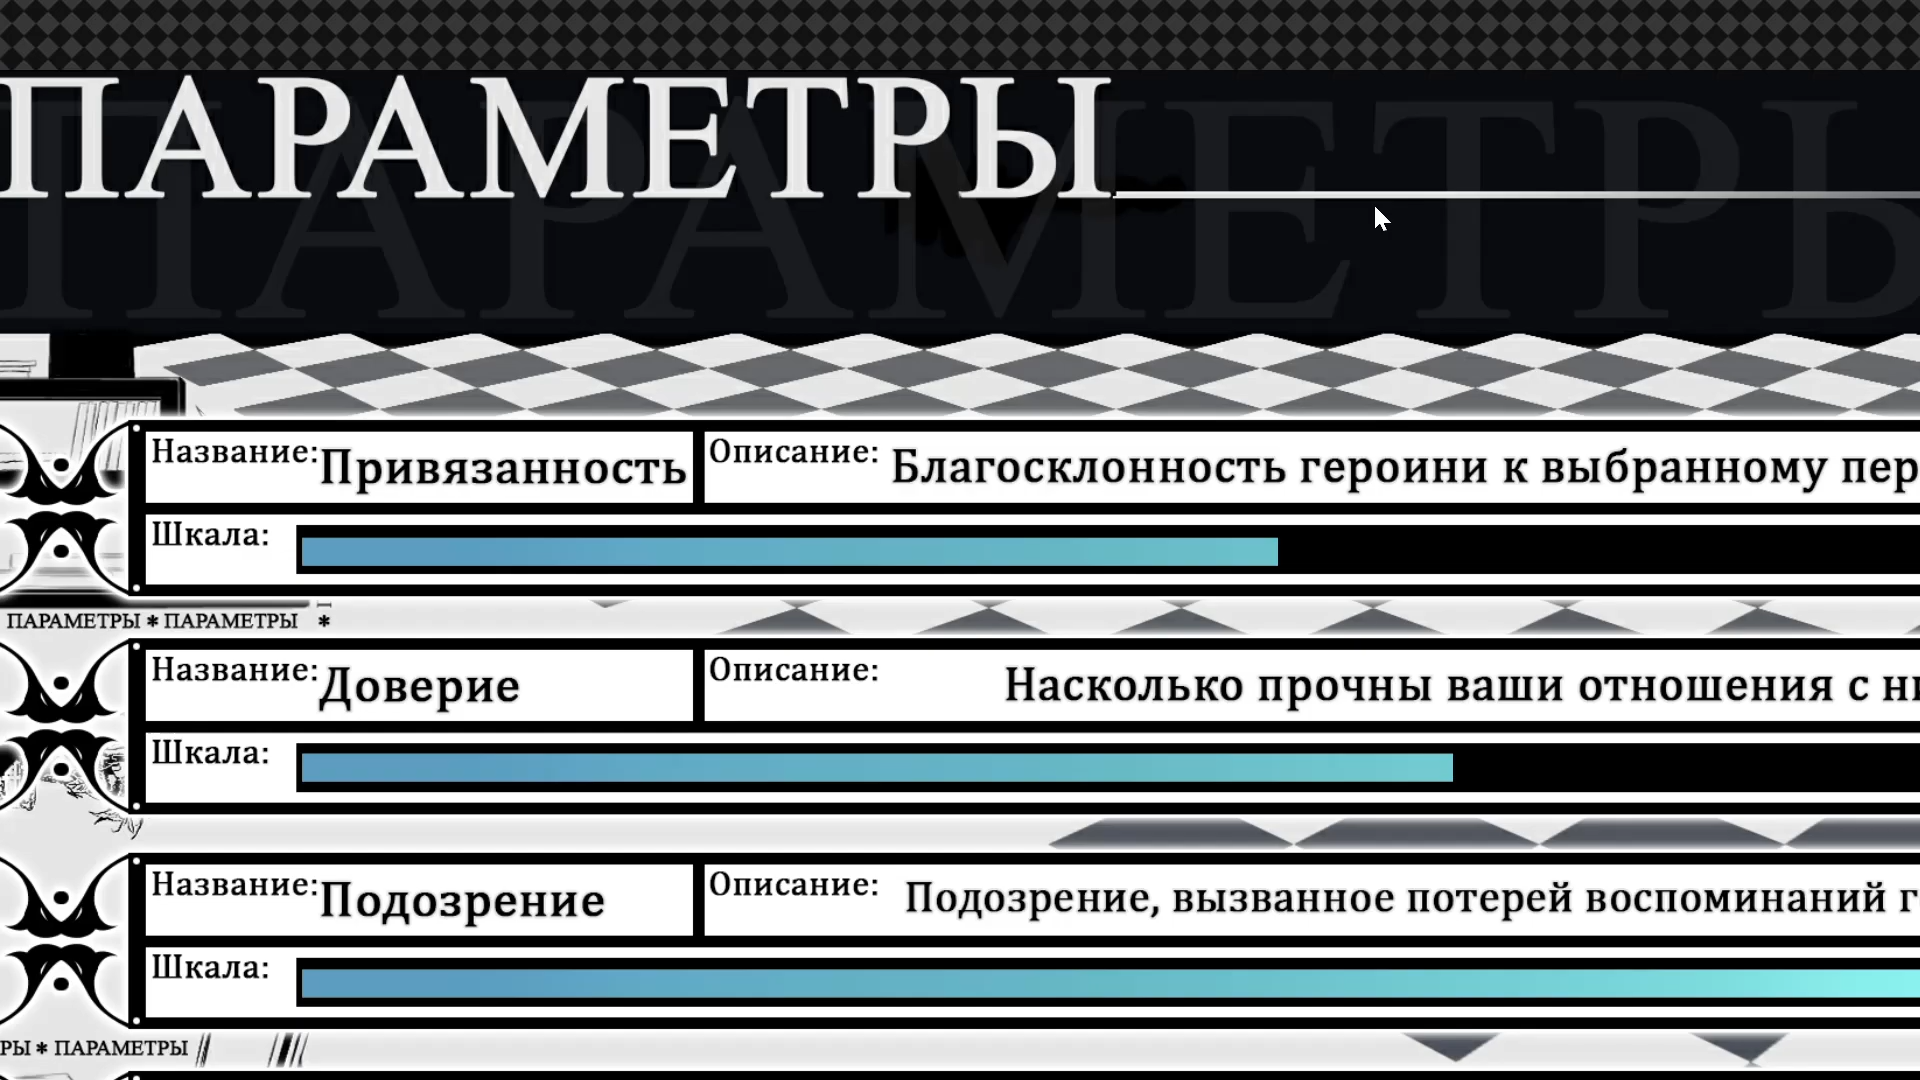 ПАРАМЕТРЫ
Название: Привязанность Описание: Благосклонность героини к выбранному
Шкала:
ПАРАМЕТРЫ * ПАРАМЕТРЫ *
Название: Доверие Описание: Насколько прочны ваши отношения с
Шкала:
Название: Подозрение Описание: Подозрение, вызванное потерей воспоминаний
Шкала:
РЫ * ПАРАМЕТРЫ